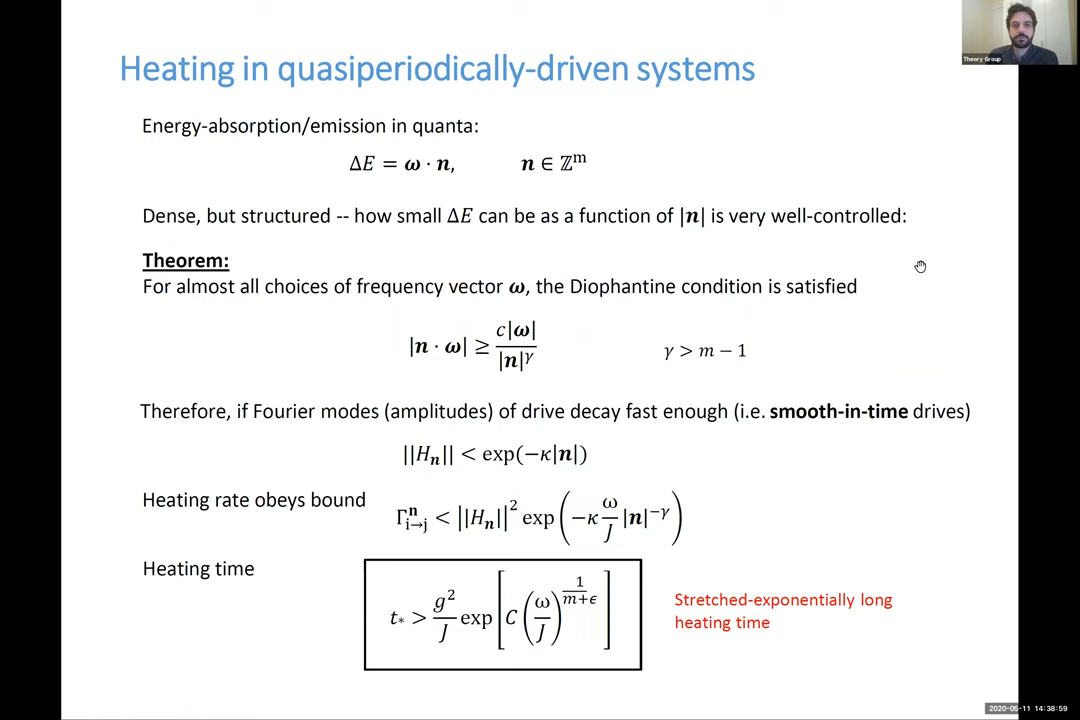 Theory Group
Heating in quasiperiodically-driven systems
Energy-absorption/emission in quanta:
Δ𝐸 = 𝝎 · 𝒏, 𝒏 ∈ ℤᵐ
Dense, but structured -- how small Δ𝐸 can be as a function of |𝒏| is very well-controlled:
Theorem:
For almost all choices of frequency vector 𝝎, the Diophantine condition is satisfied
|𝒏 · 𝝎| ≥ 𝑐|𝝎| / |𝒏|^𝛾 𝛾 > 𝑚 − 1
Therefore, if Fourier modes (amplitudes) of drive decay fast enough (i.e. smooth-in-time drives)
||𝐻_𝒏|| < exp(−𝜅|𝒏|)
Heating rate obeys bound Γ_{i→j}^{𝐧} < ||𝐻_𝒏||² exp(−𝜅 ω/𝐽 |𝒏|^{−𝛾})
Heating time
𝑡_* > 𝑔²/𝐽 exp[𝐶 (ω/𝐽)^{1/(𝑚+𝜖)}]
Stretched-exponentially long
heating time
2020-05-11 14:38:59